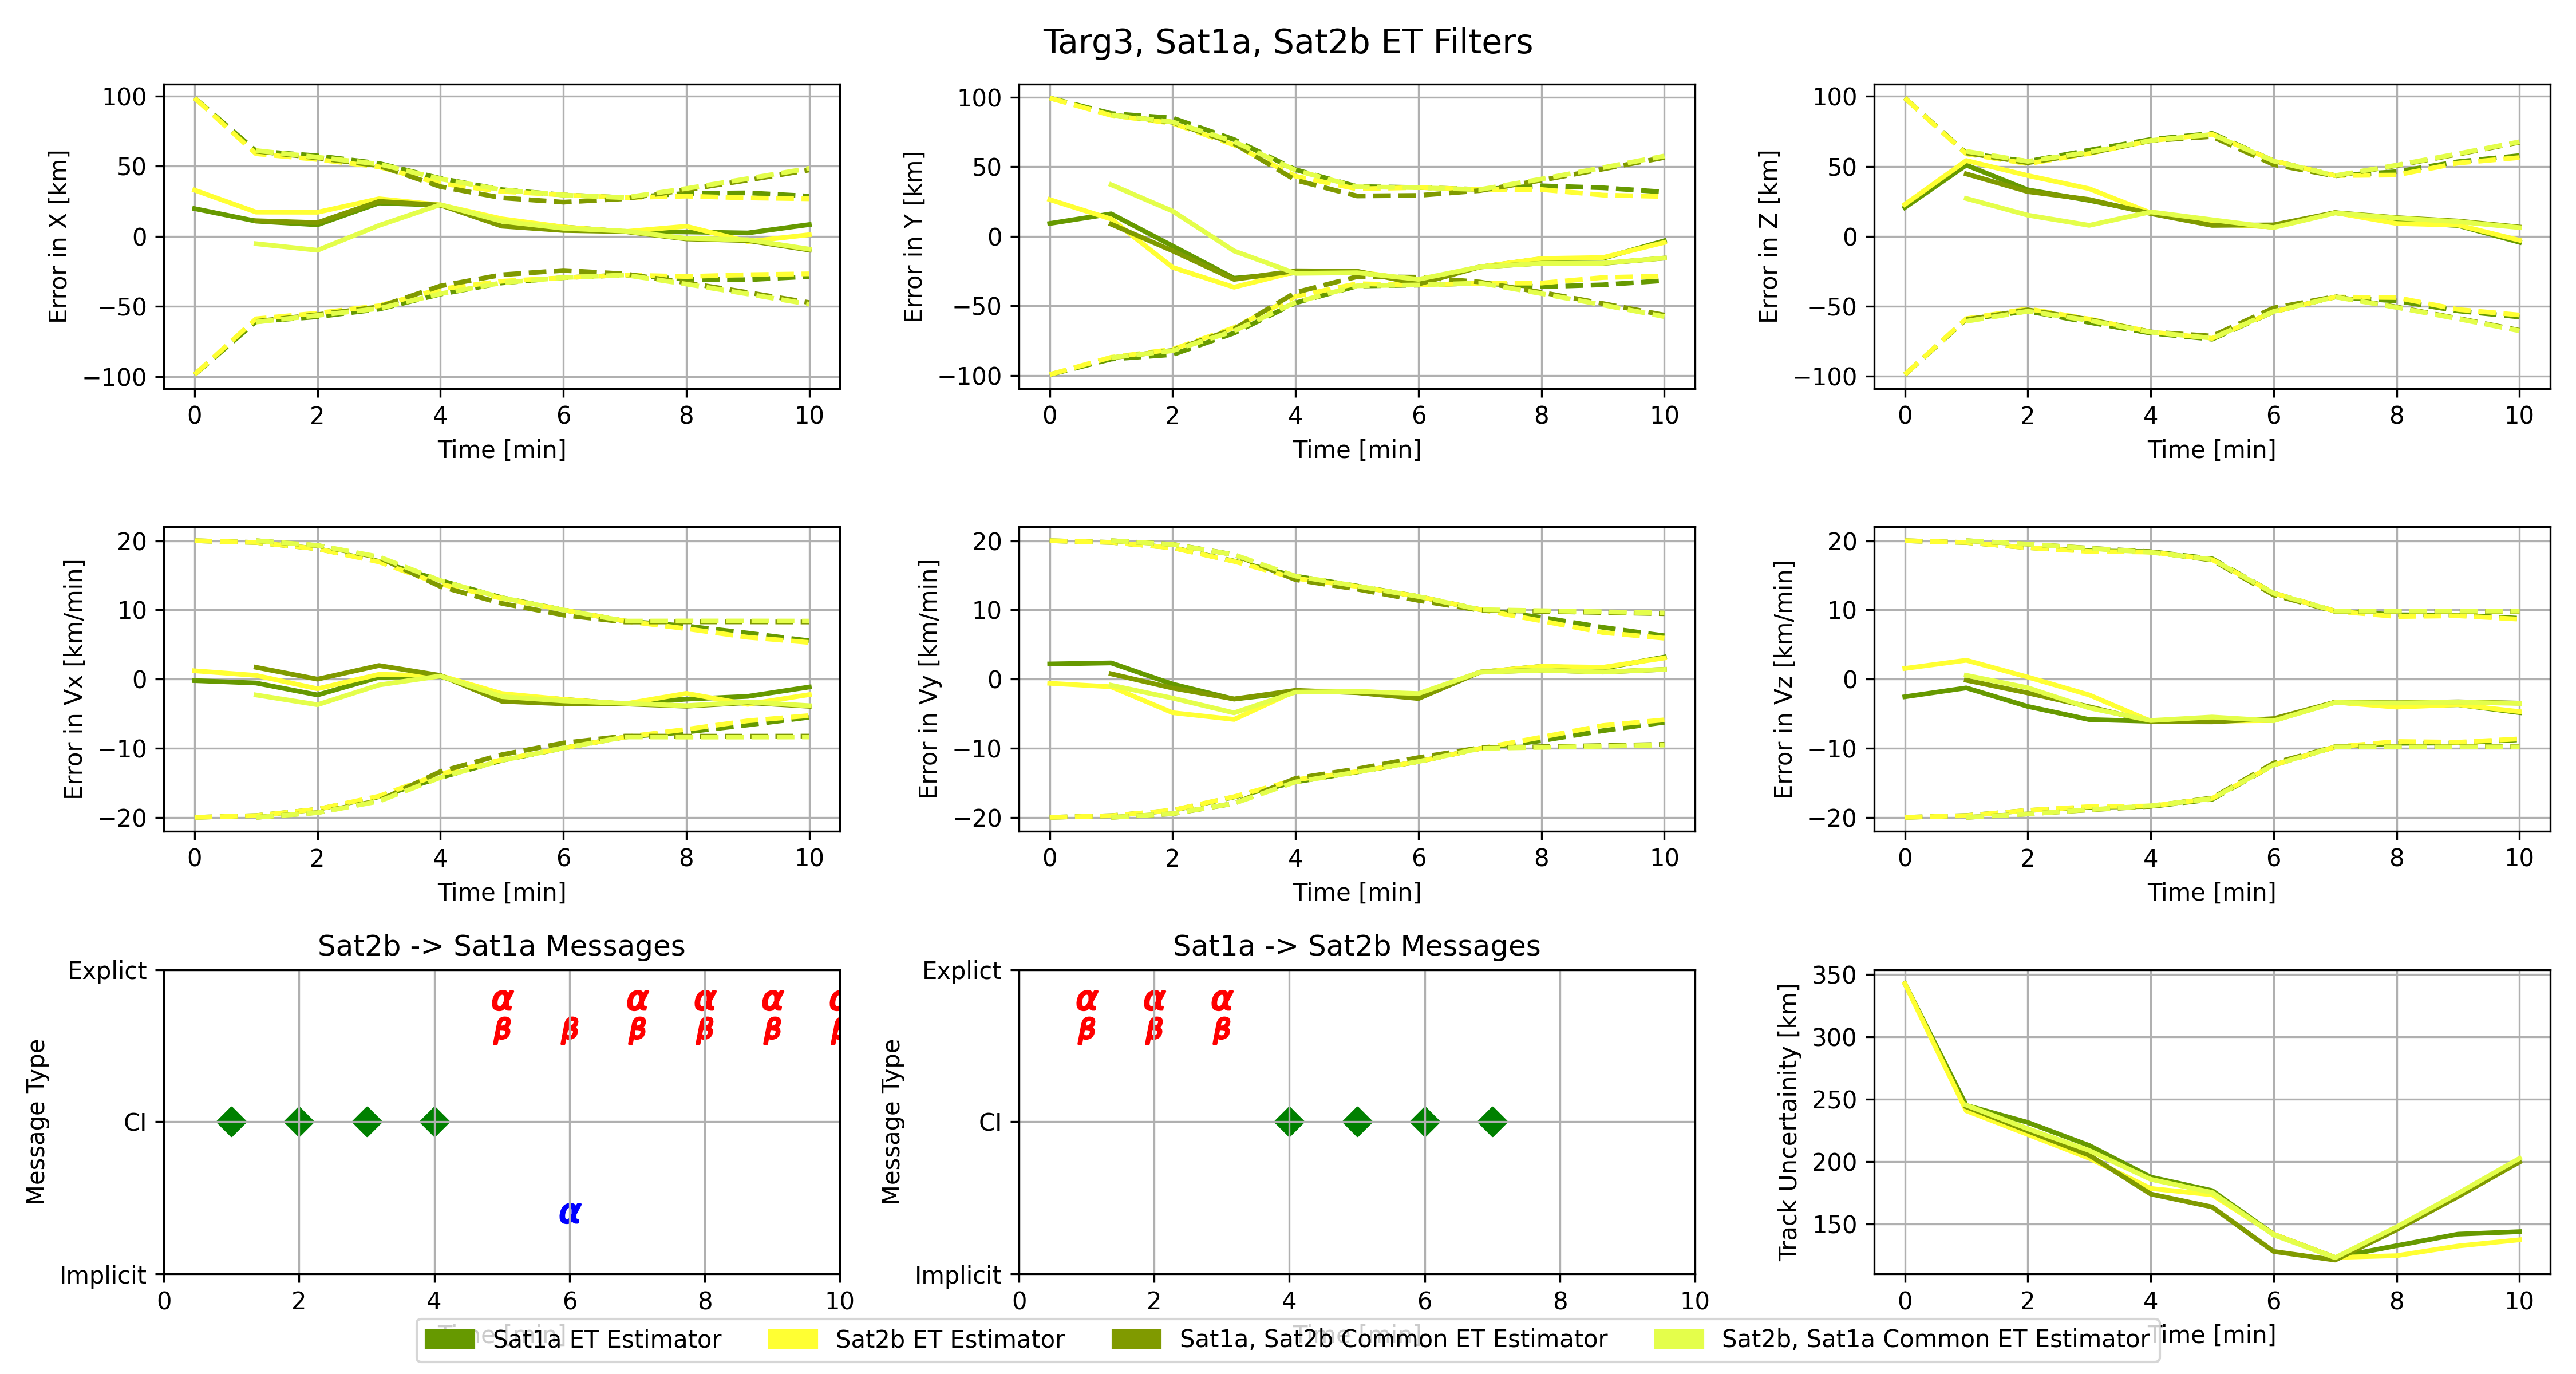 Targ3, Sat1a, Sat2b ET Filters
100
50
0
−50
−100
Error in X [km]
0 2 4 6 8 10
Time [min]
100
50
0
−50
−100
Error in Y [km]
0 2 4 6 8 10
Time [min]
100
50
0
−50
−100
Error in Z [km]
0 2 4 6 8 10
Time [min]
20
10
0
−10
−20
Error in Vx [km/min]
0 2 4 6 8 10
Time [min]
20
10
0
−10
−20
Error in Vy [km/min]
0 2 4 6 8 10
Time [min]
20
10
0
−10
−20
Error in Vz [km/min]
0 2 4 6 8 10
Time [min]
Sat2b -> Sat1a Messages
Explict
CI
Implicit
Message Type
α α α α α
β β β β β β
α
0 2 4 6 8 10
Time [min]
Sat1a -> Sat2b Messages
Explict
CI
Implicit
Message Type
α α α
β β β
0 2 4 6 8 10
Time [min]
350
300
250
200
150
Track Uncertainity [km]
0 2 4 6 8 10
Time [min]
Sat1a ET Estimator Sat2b ET Estimator Sat1a, Sat2b Common ET Estimator Sat2b, Sat1a Common ET Estimator